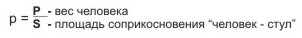 p = P - вес человека
S - площадь соприкосновения "человек - стул"